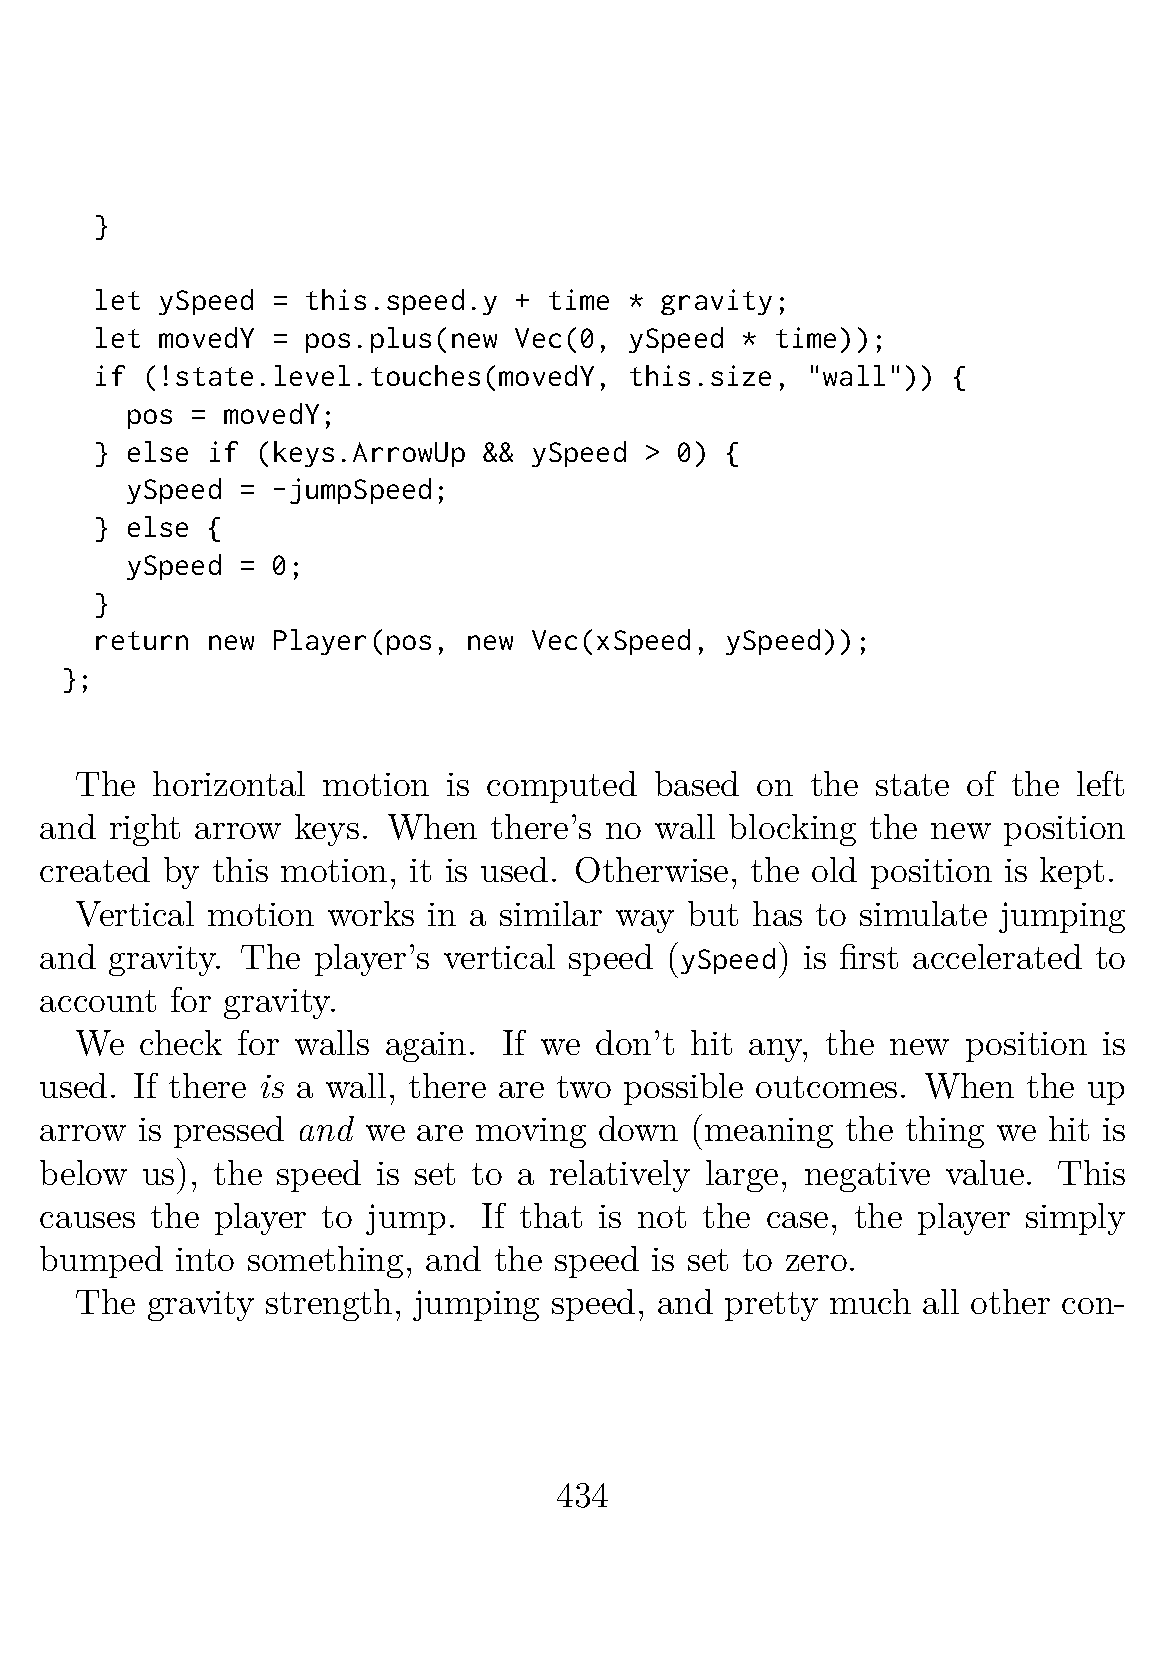 }
let ySpeed = this.speed.y + time * gravity;
let movedY = pos.plus(new Vec(0, ySpeed * time));
if (!state.level.touches(movedY, this.size, "wall")) {
pos = movedY;
} else if (keys.ArrowUp && ySpeed > 0) {
ySpeed = -jumpSpeed;
} else {
ySpeed = 0;
}
return new Player(pos, new Vec(xSpeed, ySpeed));
};
The horizontal motion is computed based on the state of the left
and right arrow keys. When there's no wall blocking the new position
created by this motion, it is used. Otherwise, the old position is kept.
Vertical motion works in a similar way but has to simulate jumping
and gravity. The player's vertical speed (ySpeed) is first accelerated to
account for gravity.
We check for walls again. If we don't hit any, the new position is
used. If there is a wall, there are two possible outcomes. When the up
arrow is pressed and we are moving down (meaning the thing we hit is
below us), the speed is set to a relatively large, negative value. This
causes the player to jump. If that is not the case, the player simply
bumped into something, and the speed is set to zero.
The gravity strength, jumping speed, and pretty much all other con-
434